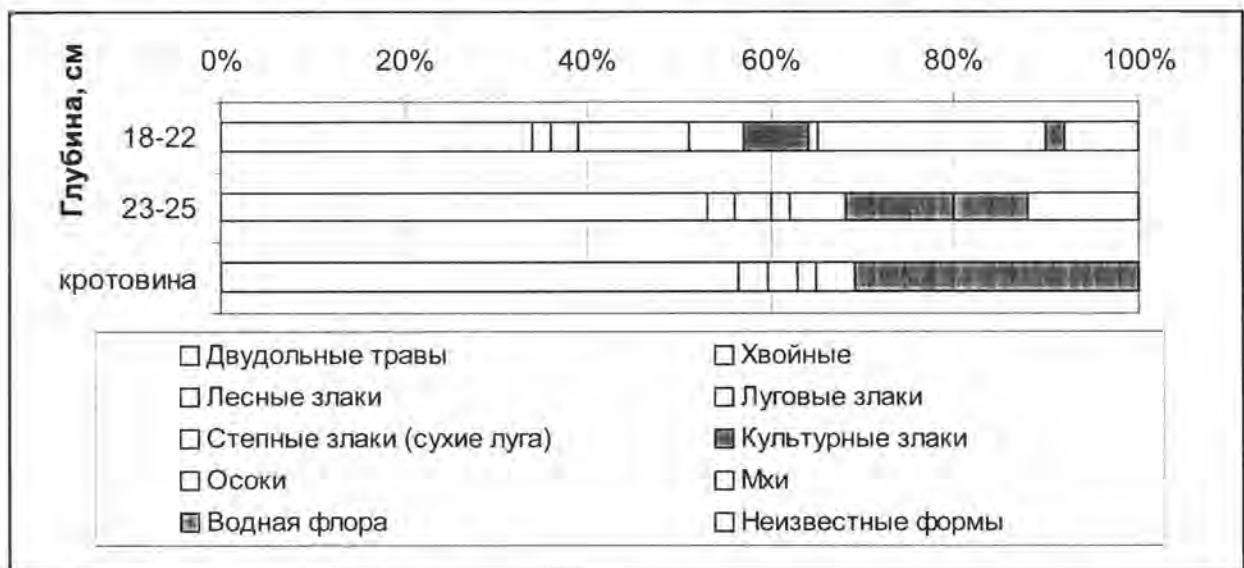 Глубина, см
0% 20% 40% 60% 80% 100%
18-22
23-25
кротовина
Двудольные травы Хвойные
Лесные злаки Луговые злаки
Степные злаки (сухие луга) Культурные злаки
Осоки Мхи
Водная флора Неизвестные формы